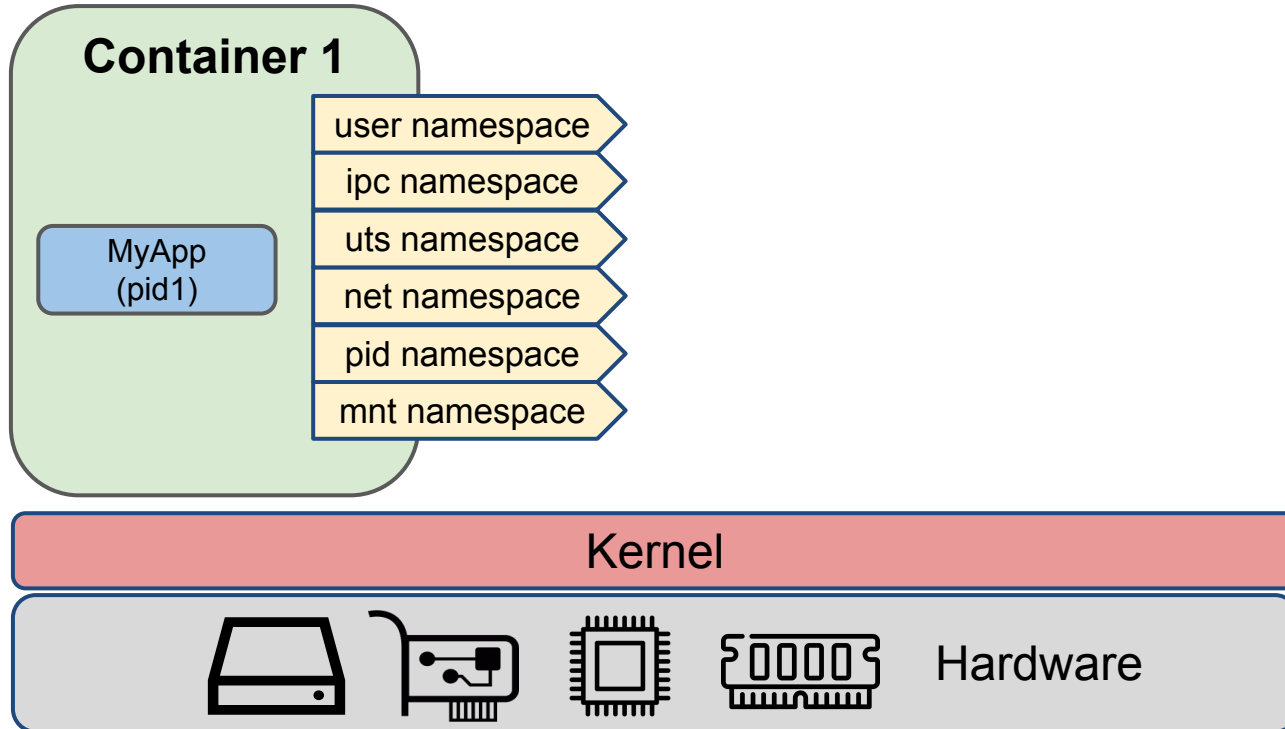 Container 1
user namespace
ipc namespace
uts namespace
net namespace
pid namespace
mnt namespace
MyApp
(pid1)
Kernel
Hardware